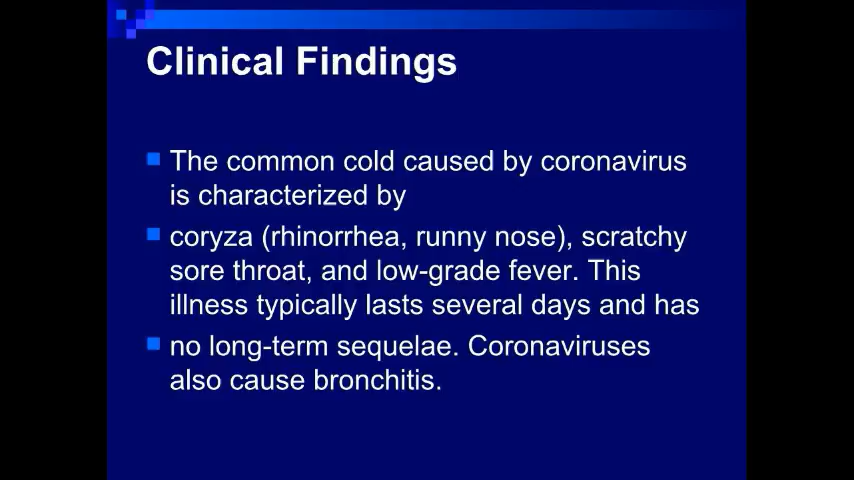 Clinical Findings
The common cold caused by coronavirus
is characterized by
coryza (rhinorrhea, runny nose), scratchy
sore throat, and low-grade fever. This
illness typically lasts several days and has
no long-term sequelae. Coronaviruses
also cause bronchitis.